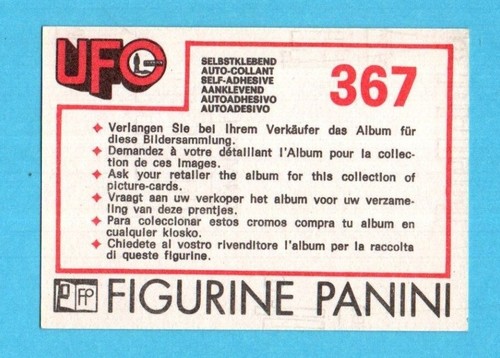 UFO
SELBSTKLEBEND
AUTO-COLLANT
SELF-ADHESIVE
AANKLEVEND
AUTOADHESIVO
AUTOADESIVO
367
Verlangen Sie bei Ihrem Verkäufer das Album für
diese Bildersammlung.
Demandez à votre détaillant l'Album pour la collec-
tion de ces images.
Ask your retailer the album for this collection of
picture-cards.
Vraagt aan uw verkoper het album voor uw verzame-
ling van deze prentjes.
Para coleccionar estos cromos compra tu album en
cualquier kiosko.
Chiedete al vostro rivenditore l'album per la raccolta
di queste figurine.
FIGURINE PANINI